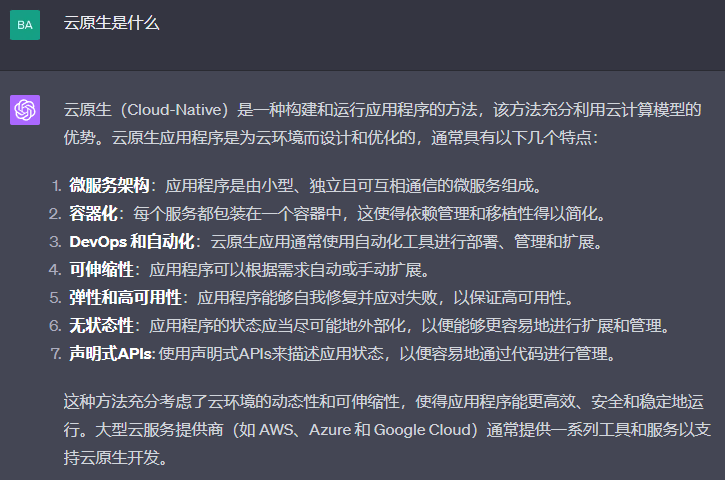 BA
云原生是什么
云原生（Cloud-Native）是一种构建和运行应用程序的方法，该方法充分利用云计算模型的
优势。云原生应用程序是为云环境而设计和优化的，通常具有以下几个特点：
1. 微服务架构：应用程序是由小型、独立且可互相通信的微服务组成。
2. 容器化：每个服务都包装在一个容器中，这使得依赖管理和移植性得以简化。
3. DevOps 和自动化：云原生应用通常使用自动化工具进行部署、管理和扩展。
4. 可伸缩性：应用程序可以根据需求自动或手动扩展。
5. 弹性和高可用性：应用程序能够自我修复并应对失败，以保证高可用性。
6. 无状态性：应用程序的状态应当尽可能地外部化，以便能够更容易地进行扩展和管理。
7. 声明式APIs: 使用声明式APIs来描述应用状态，以便容易地通过代码进行管理。
这种方法充分考虑了云环境的动态性和可伸缩性，使得应用程序能更高效、安全和稳定地运
行。大型云服务提供商（如 AWS、Azure 和 Google Cloud）通常提供一系列工具和服务以支
持云原生开发。